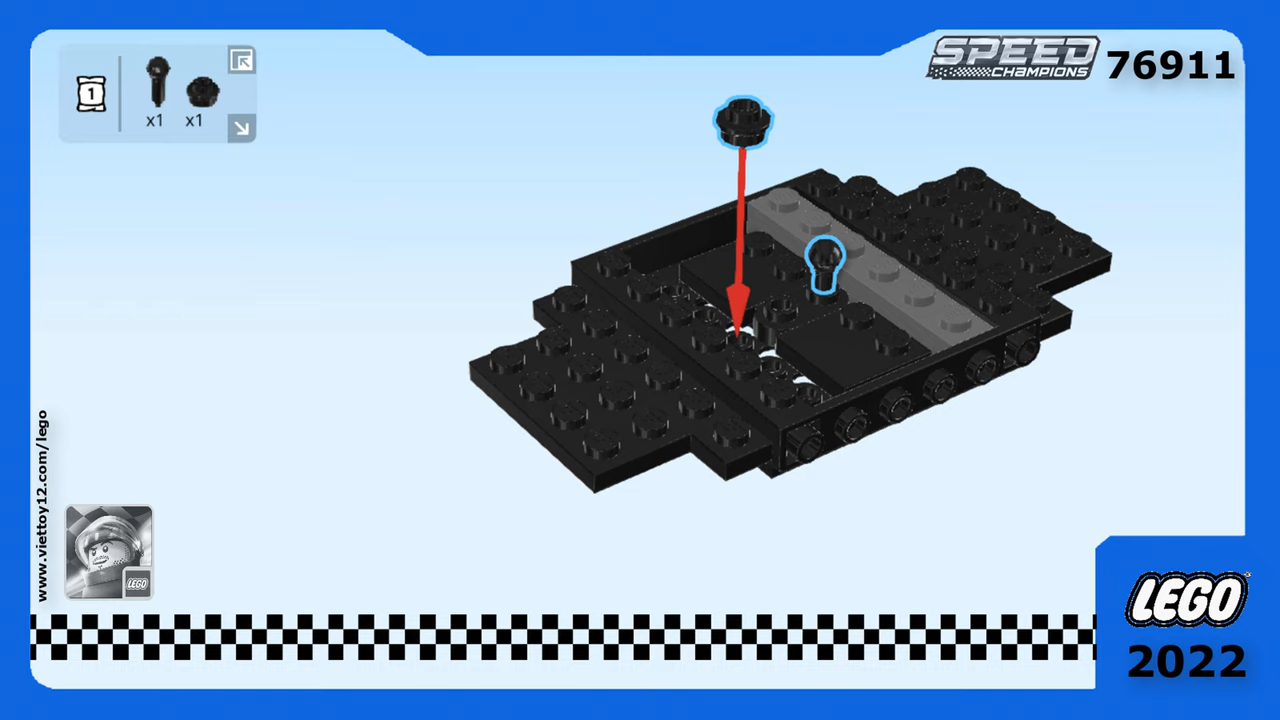 1
x1 x1
SPEED
CHAMPIONS
76911
www.viettoy12.com/lego
LEGO
LEGO
2022